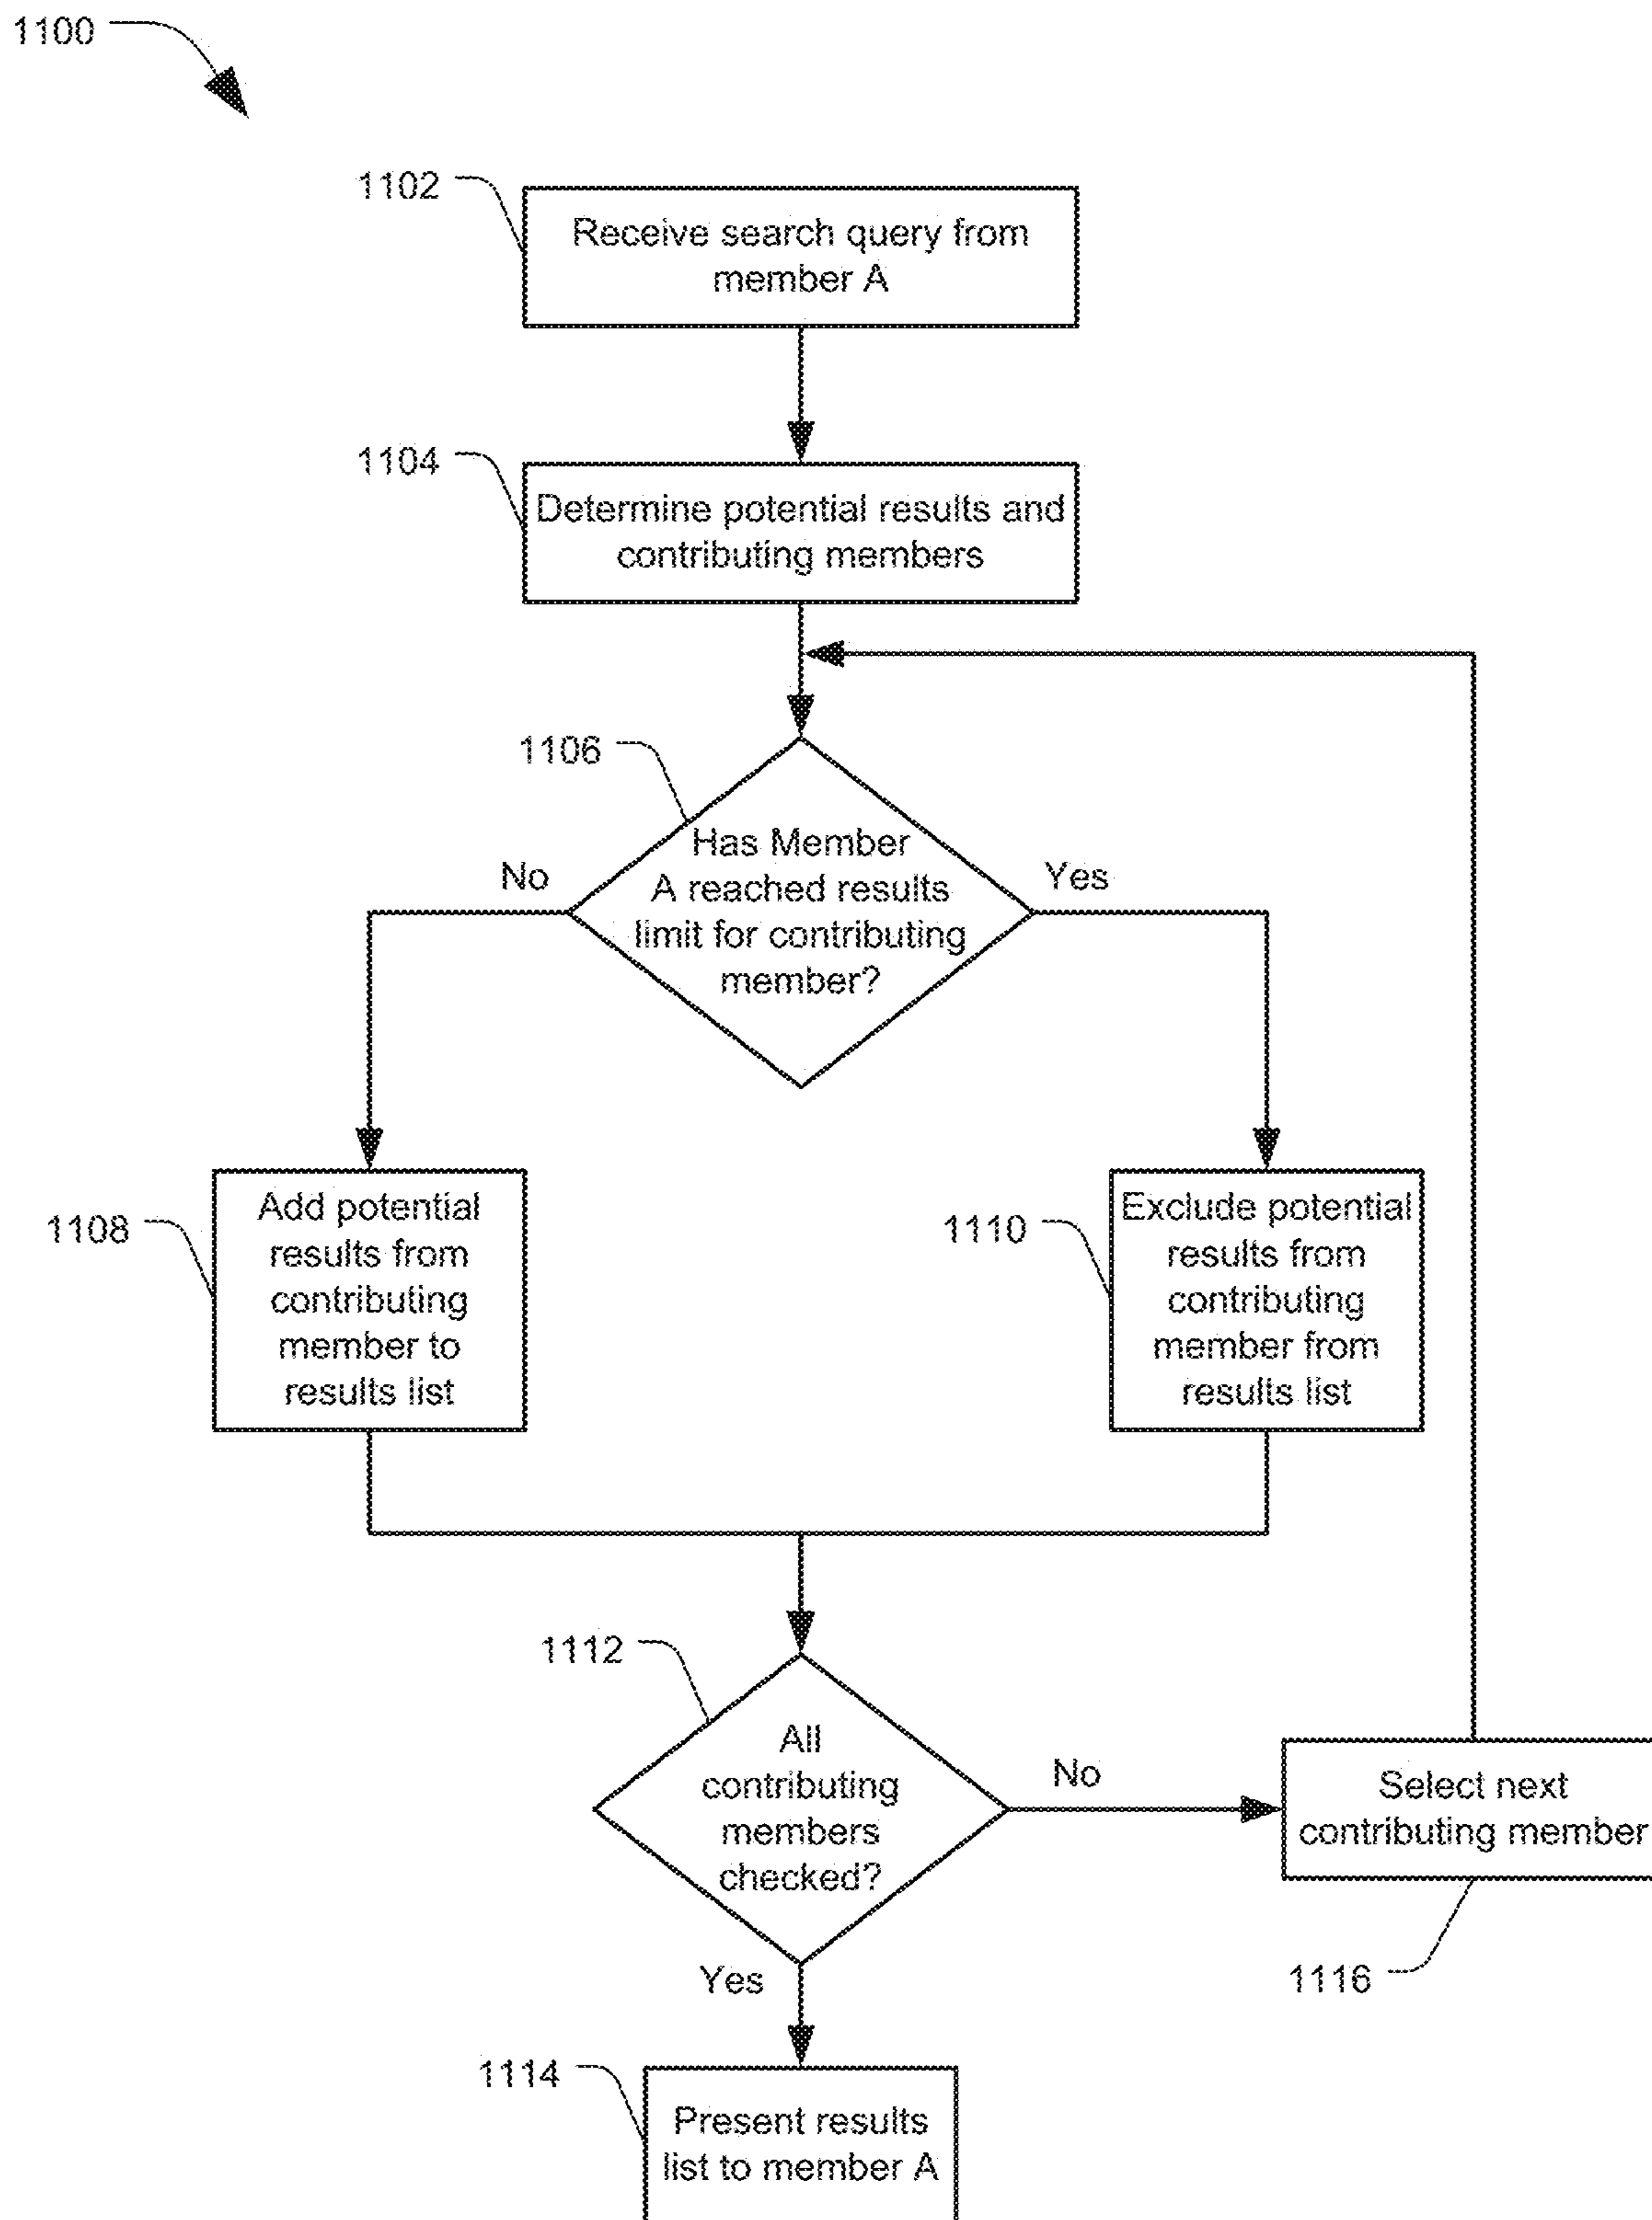 1100
1102
Receive search query from
member A
1104
Determine potential results and
contributing members
1106
Has Member
A reached results
limit for contributing
member?
No
Yes
1108
Add potential
results from
contributing
member to
results list
1110
Exclude potential
results from
contributing
member from
results list
1112
All
contributing
members
checked?
No
Select next
contributing member
1116
Yes
1114
Present results
list to member A